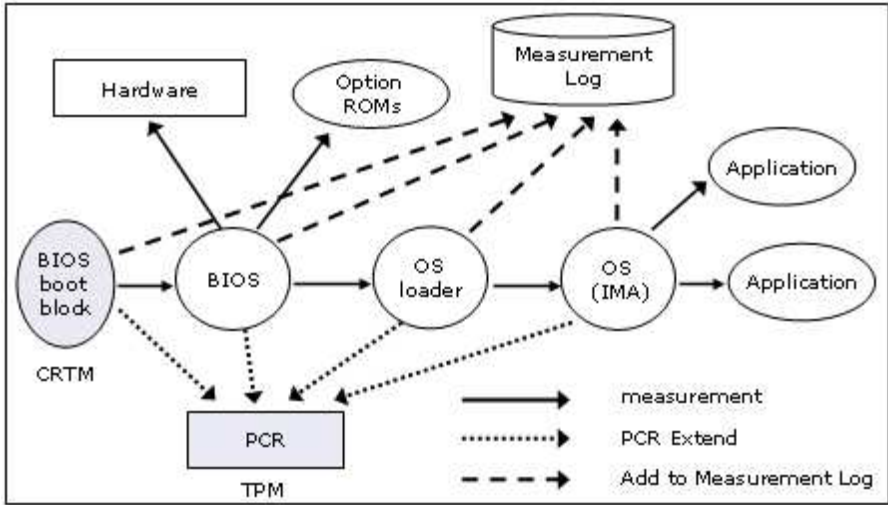 Measurement
Log
Hardware
Option
ROMs
Application
BIOS
boot
block
BIOS
OS
loader
OS
(IMA)
Application
CRTM
measurement
PCR
PCR Extend
TPM
Add to Measurement Log